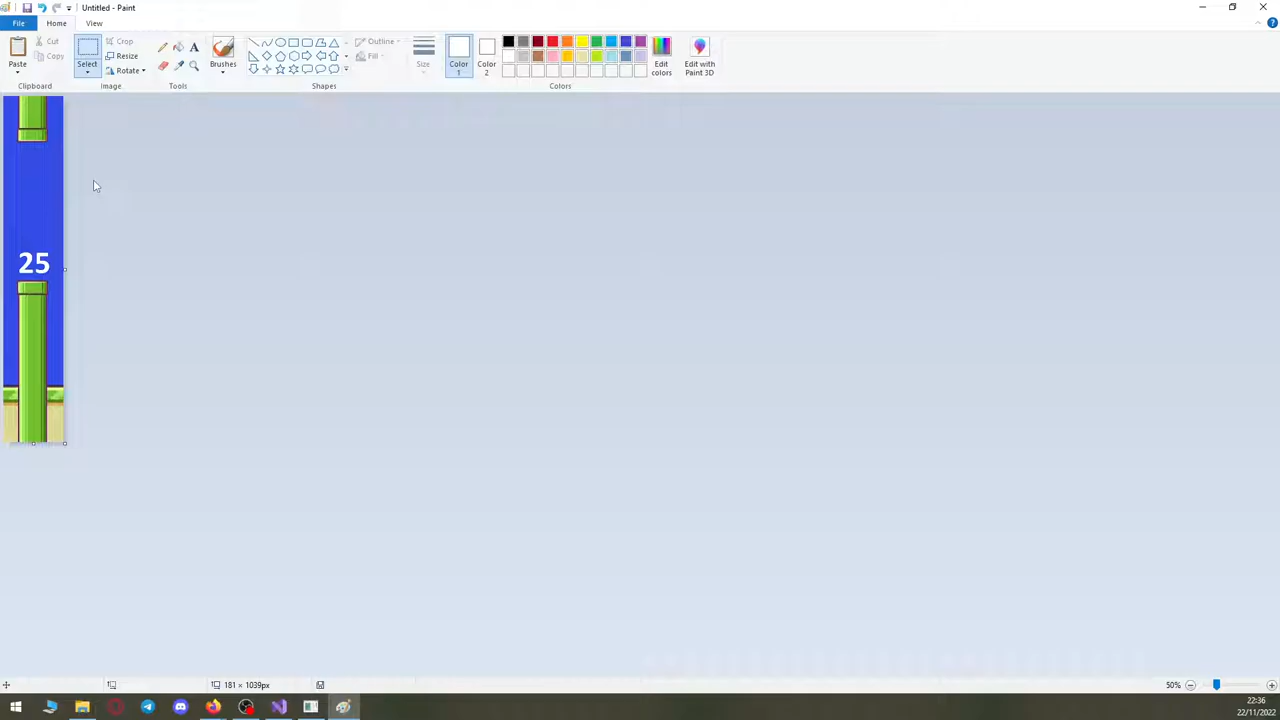 Untitled - Paint
File
Home
View
Paste
Cut
Copy
Clipboard
Select
Crop
Resize
Rotate
Image
A
Tools
Brushes
Outline
Fill
Shapes
Size
Color
1
Color
2
Colors
Edit
colors
Edit with
Paint 3D
25
181 × 1039px
50%
22:36
22/11/2022